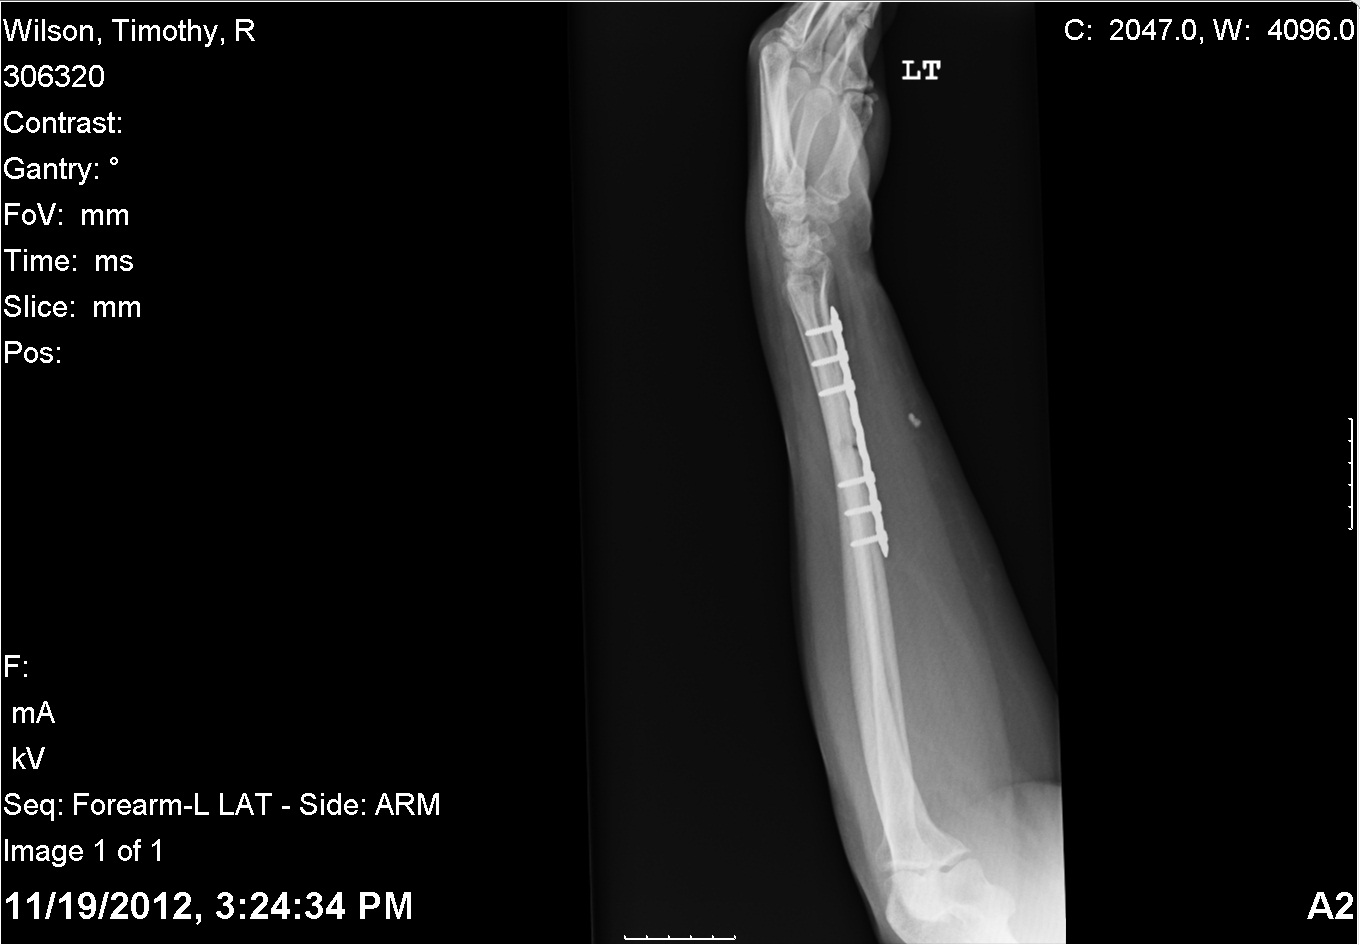 Wilson, Timothy, R
306320
Contrast:
Gantry: °
FoV:  mm
Time:  ms
Slice:  mm
Pos:
C:  2047.0, W:  4096.0
LT
F:
mA
kV
Seq: Forearm-L LAT - Side: ARM
Image 1 of 1
11/19/2012, 3:24:34 PM
A2